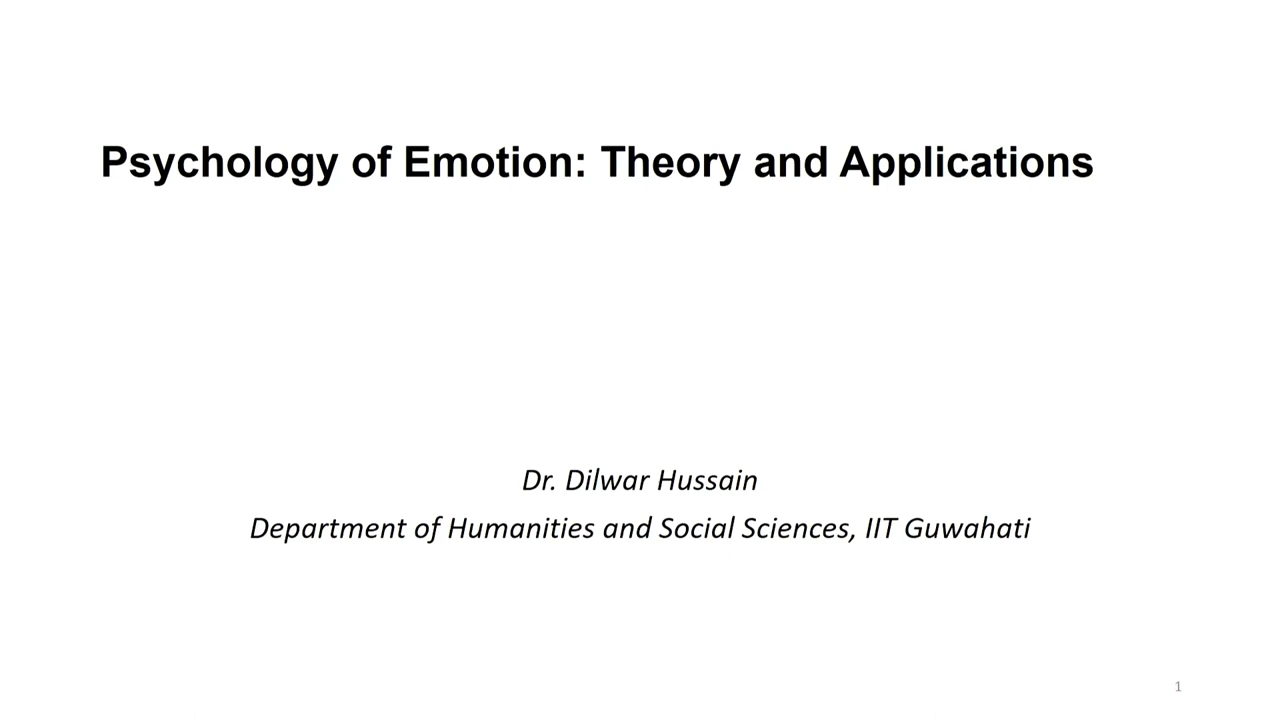 Psychology of Emotion: Theory and Applications
Dr. Dilwar Hussain
Department of Humanities and Social Sciences, IIT Guwahati
1